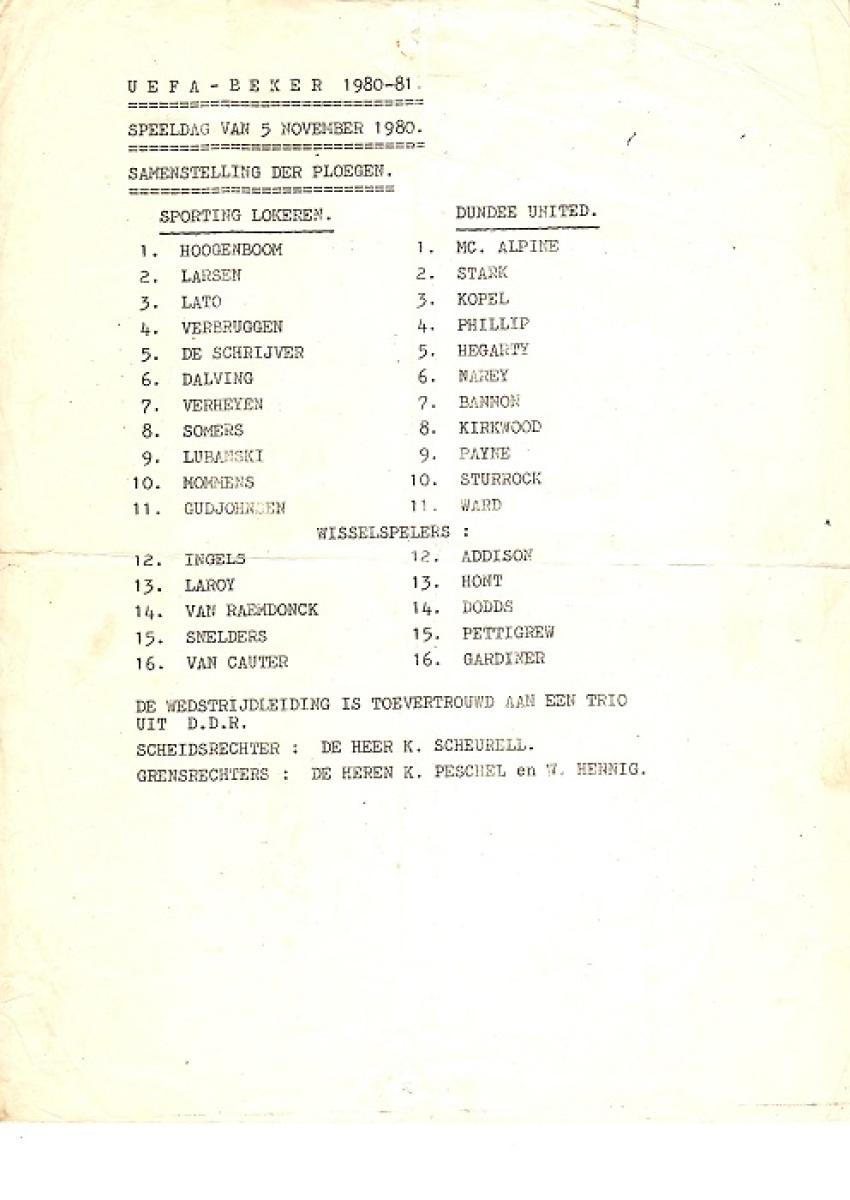 U E F A - B E K E R 1980-81.
==============================
SPEELDAG VAN 5 NOVEMBER 1980.
==============================
SAMENSTELLING DER PLOEGEN.
===========================
SPORTING LOKEREN. DUNDEE UNITED.
1. HOOGENBOOM 1. MC. ALPINE
2. LARSEN 2. STARK
3. LATO 3. KOPEL
4. VERBRUGGEN 4. PHILLIP
5. DE SCHRIJVER 5. HEGARTY
6. DALVING 6. NAREY
7. VERHEYEN 7. BANNON
8. SOMERS 8. KIRKWOOD
9. LUBANSKI 9. PAYNE
10. MOMMENS 10. STURROCK
11. GUDJOHNSEN 11. WARD
WISSELSPELERS :
12. INGELS 12. ADDISON
13. LAROY 13. HONT
14. VAN RAEMDONCK 14. DODDS
15. SNELDERS 15. PETTIGREW
16. VAN CAUTER 16. GARDINER
DE WEDSTRIJDLEIDING IS TOEVERTROUWD AAN EEN TRIO
UIT D.D.R.
SCHEIDSRECHTER : DE HEER K. SCHEURELL.
GRENSRECHTERS : DE HEREN K. PESCHEL en W. HENNIG.